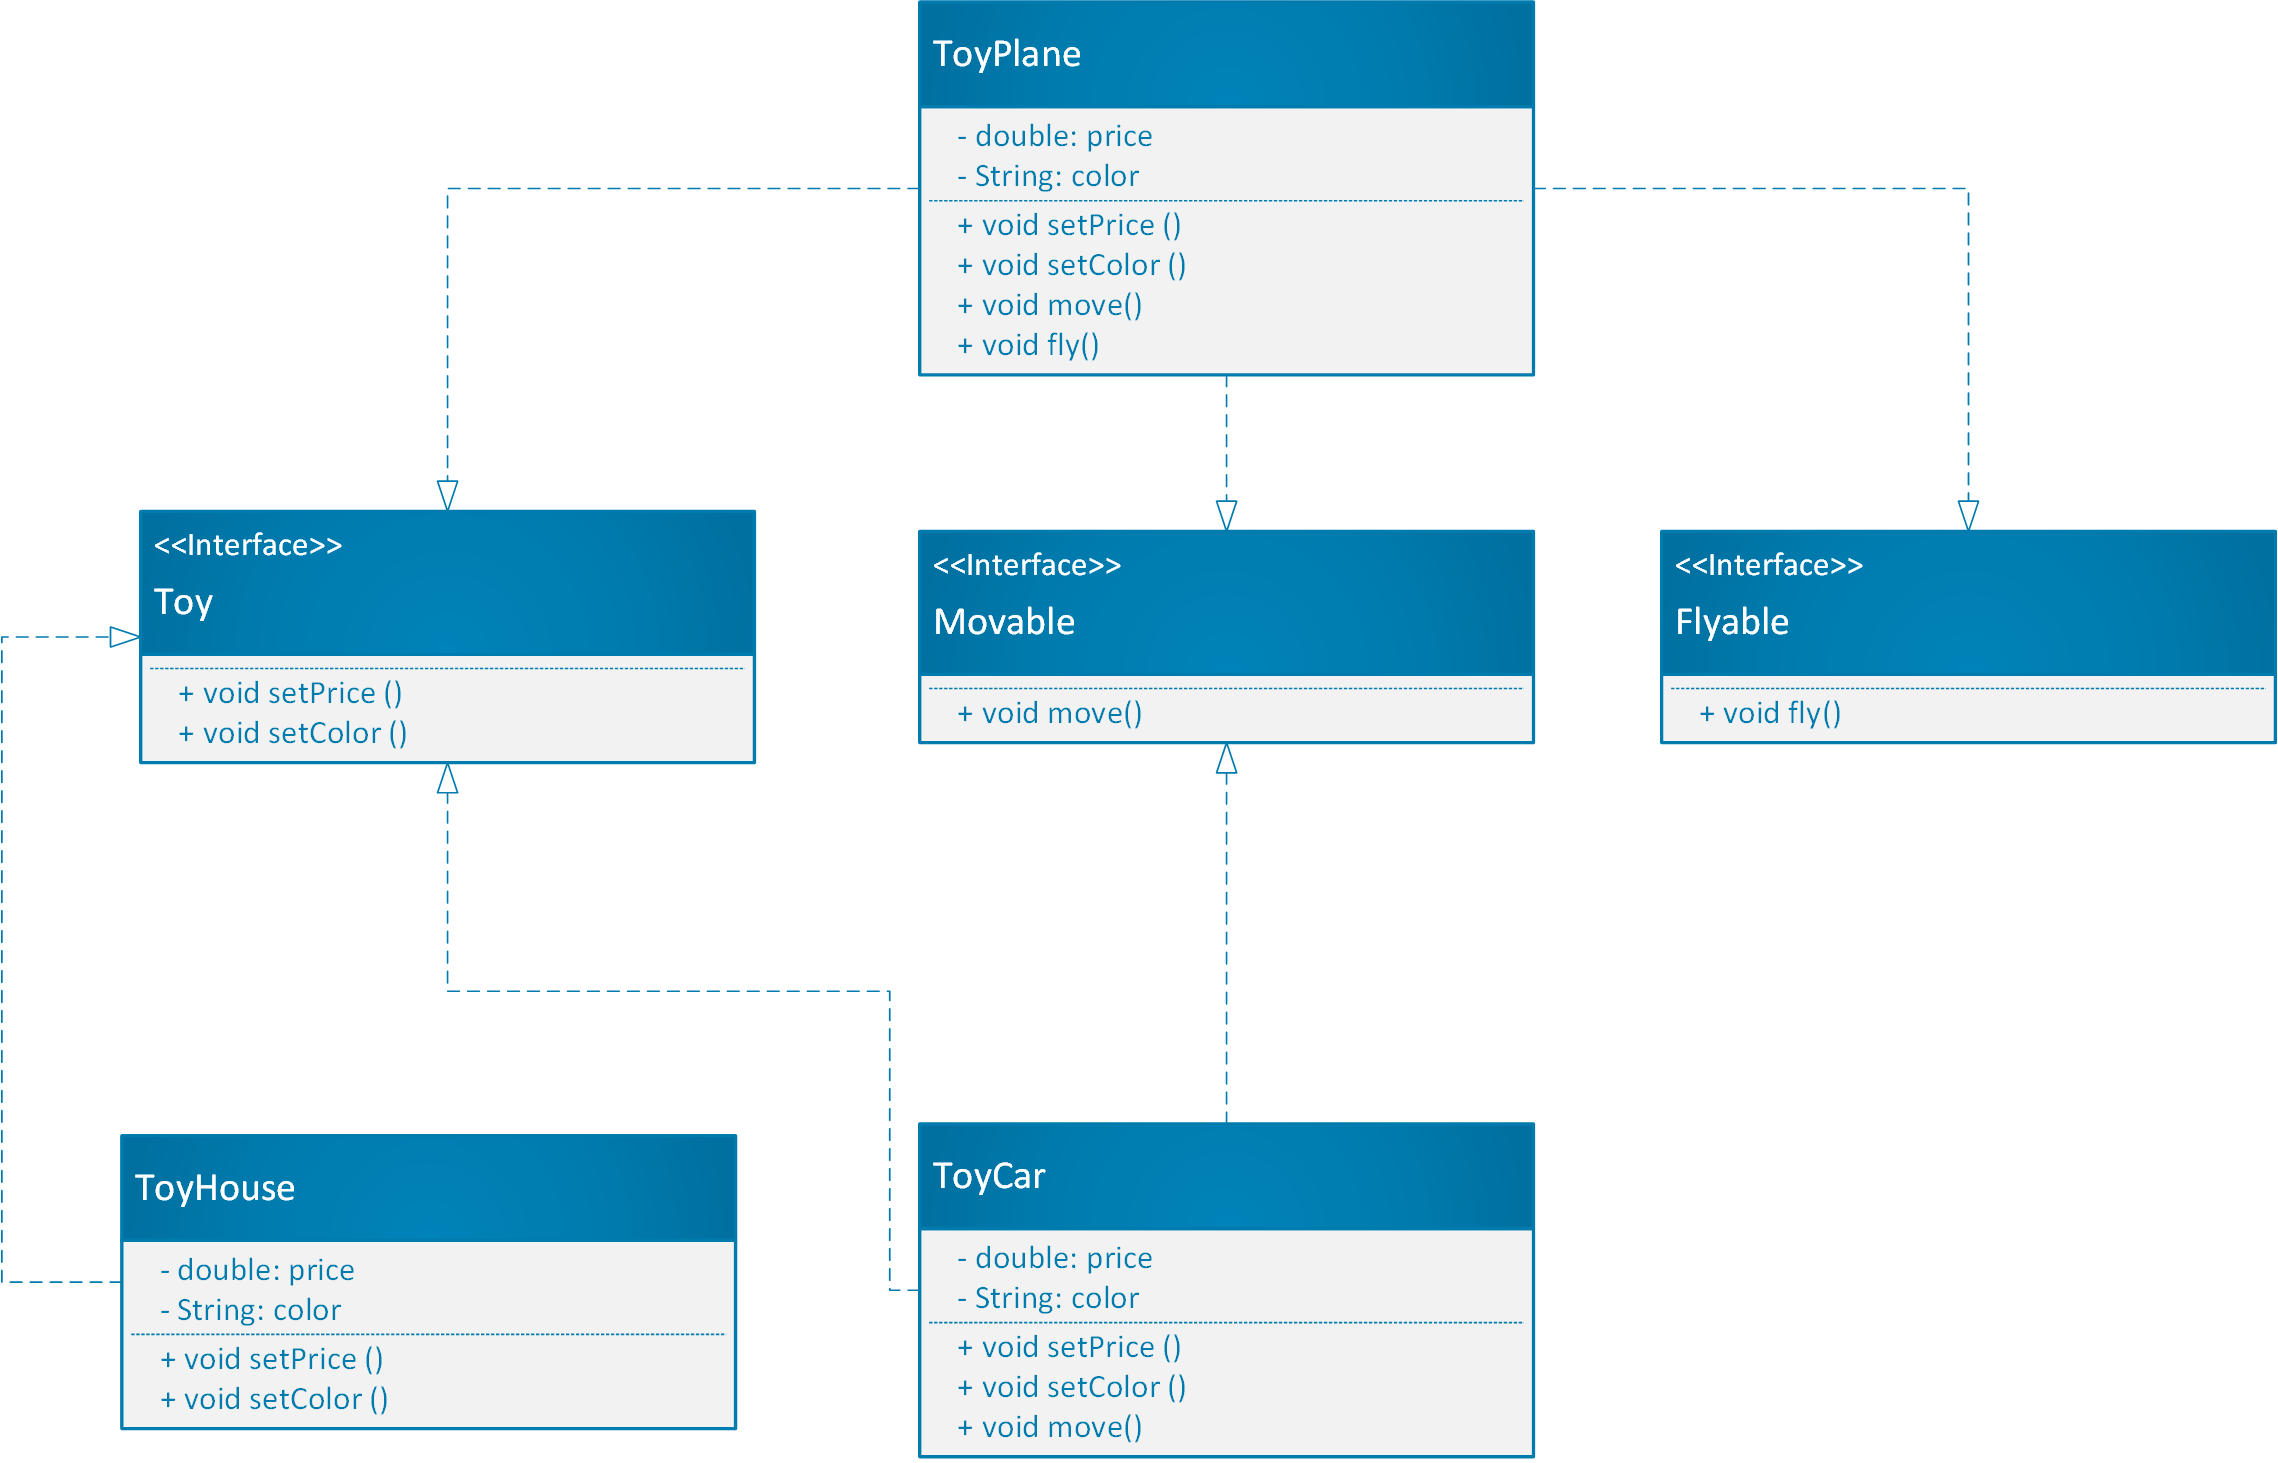 ToyPlane
- double: price
- String: color
+ void setPrice ()
+ void setColor ()
+ void move()
+ void fly()
<<Interface>>
Toy
+ void setPrice ()
+ void setColor ()
<<Interface>>
Movable
+ void move()
<<Interface>>
Flyable
+ void fly()
ToyHouse
- double: price
- String: color
+ void setPrice ()
+ void setColor ()
ToyCar
- double: price
- String: color
+ void setPrice ()
+ void setColor ()
+ void move()